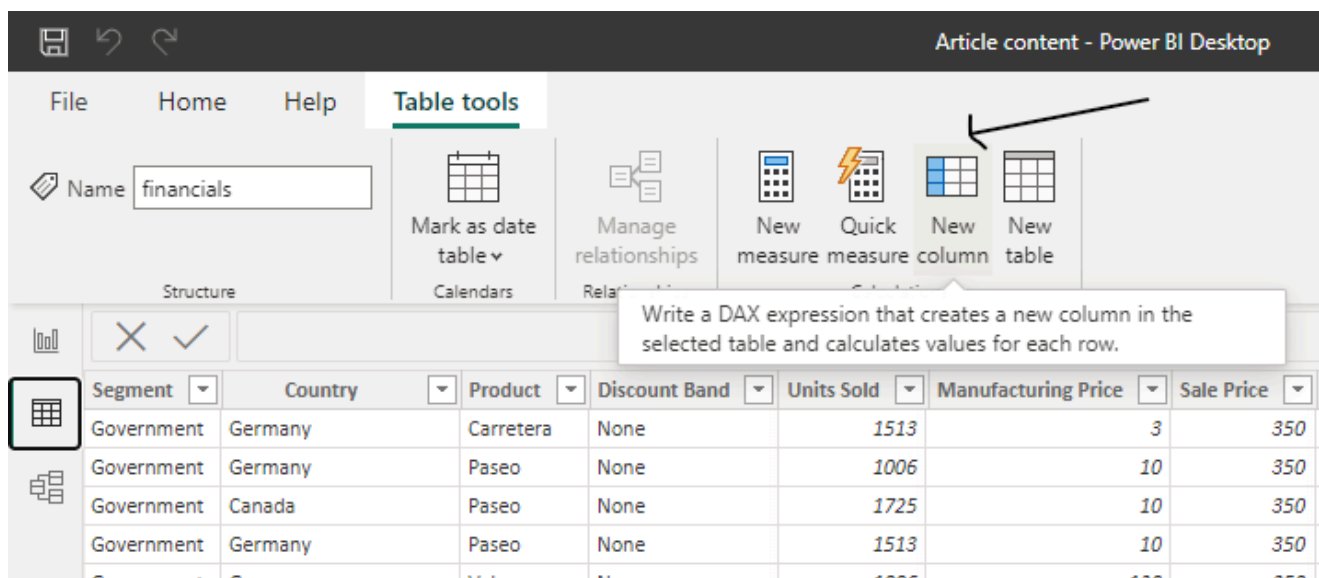 Article content - Power BI Desktop
File Home Help Table tools
Name financials
Mark as date table
Manage relationships
New measure
Quick measure
New column
New table
Structure
Calendars
Write a DAX expression that creates a new column in the
selected table and calculates values for each row.
Segment Country Product Discount Band Units Sold Manufacturing Price Sale Price
Government Germany Carretera None 1513 3 350
Government Germany Paseo None 1006 10 350
Government Canada Paseo None 1725 10 350
Government Germany Paseo None 1513 10 350